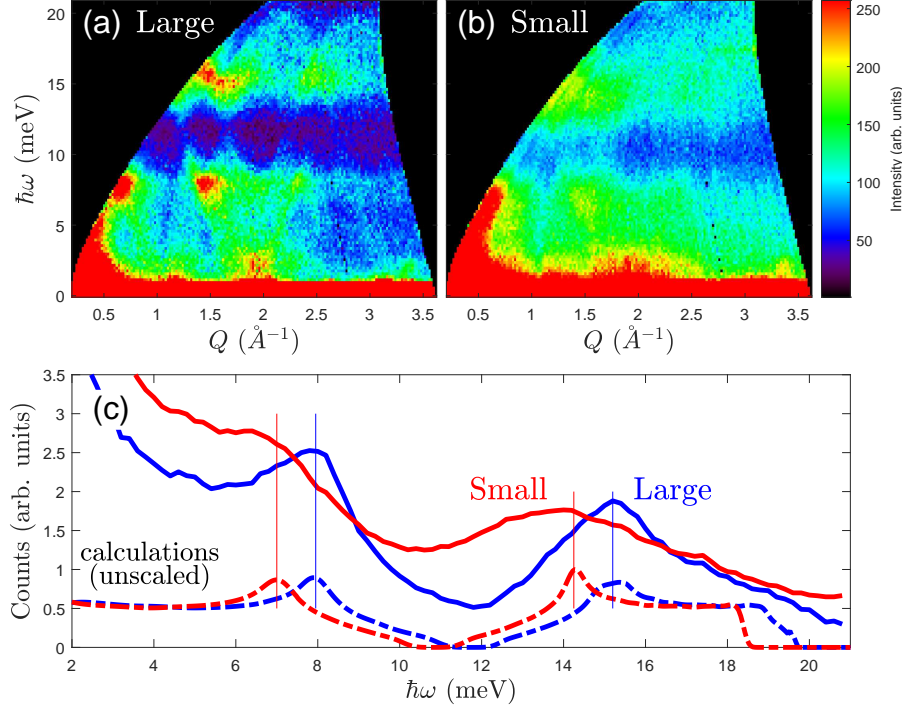 (a) Large
(b) Small
20
15
10
5
0
ħω (meV)
0.5 1 1.5 2 2.5 3 3.5
Q (Å⁻¹)
0.5 1 1.5 2 2.5 3 3.5
Q (Å⁻¹)
250
200
150
100
50
Intensity (arb. units)
(c)
3.5
3
2.5
2
1.5
1
0.5
0
Counts (arb. units)
Small
Large
calculations
(unscaled)
2 4 6 8 10 12 14 16 18 20
ħω (meV)